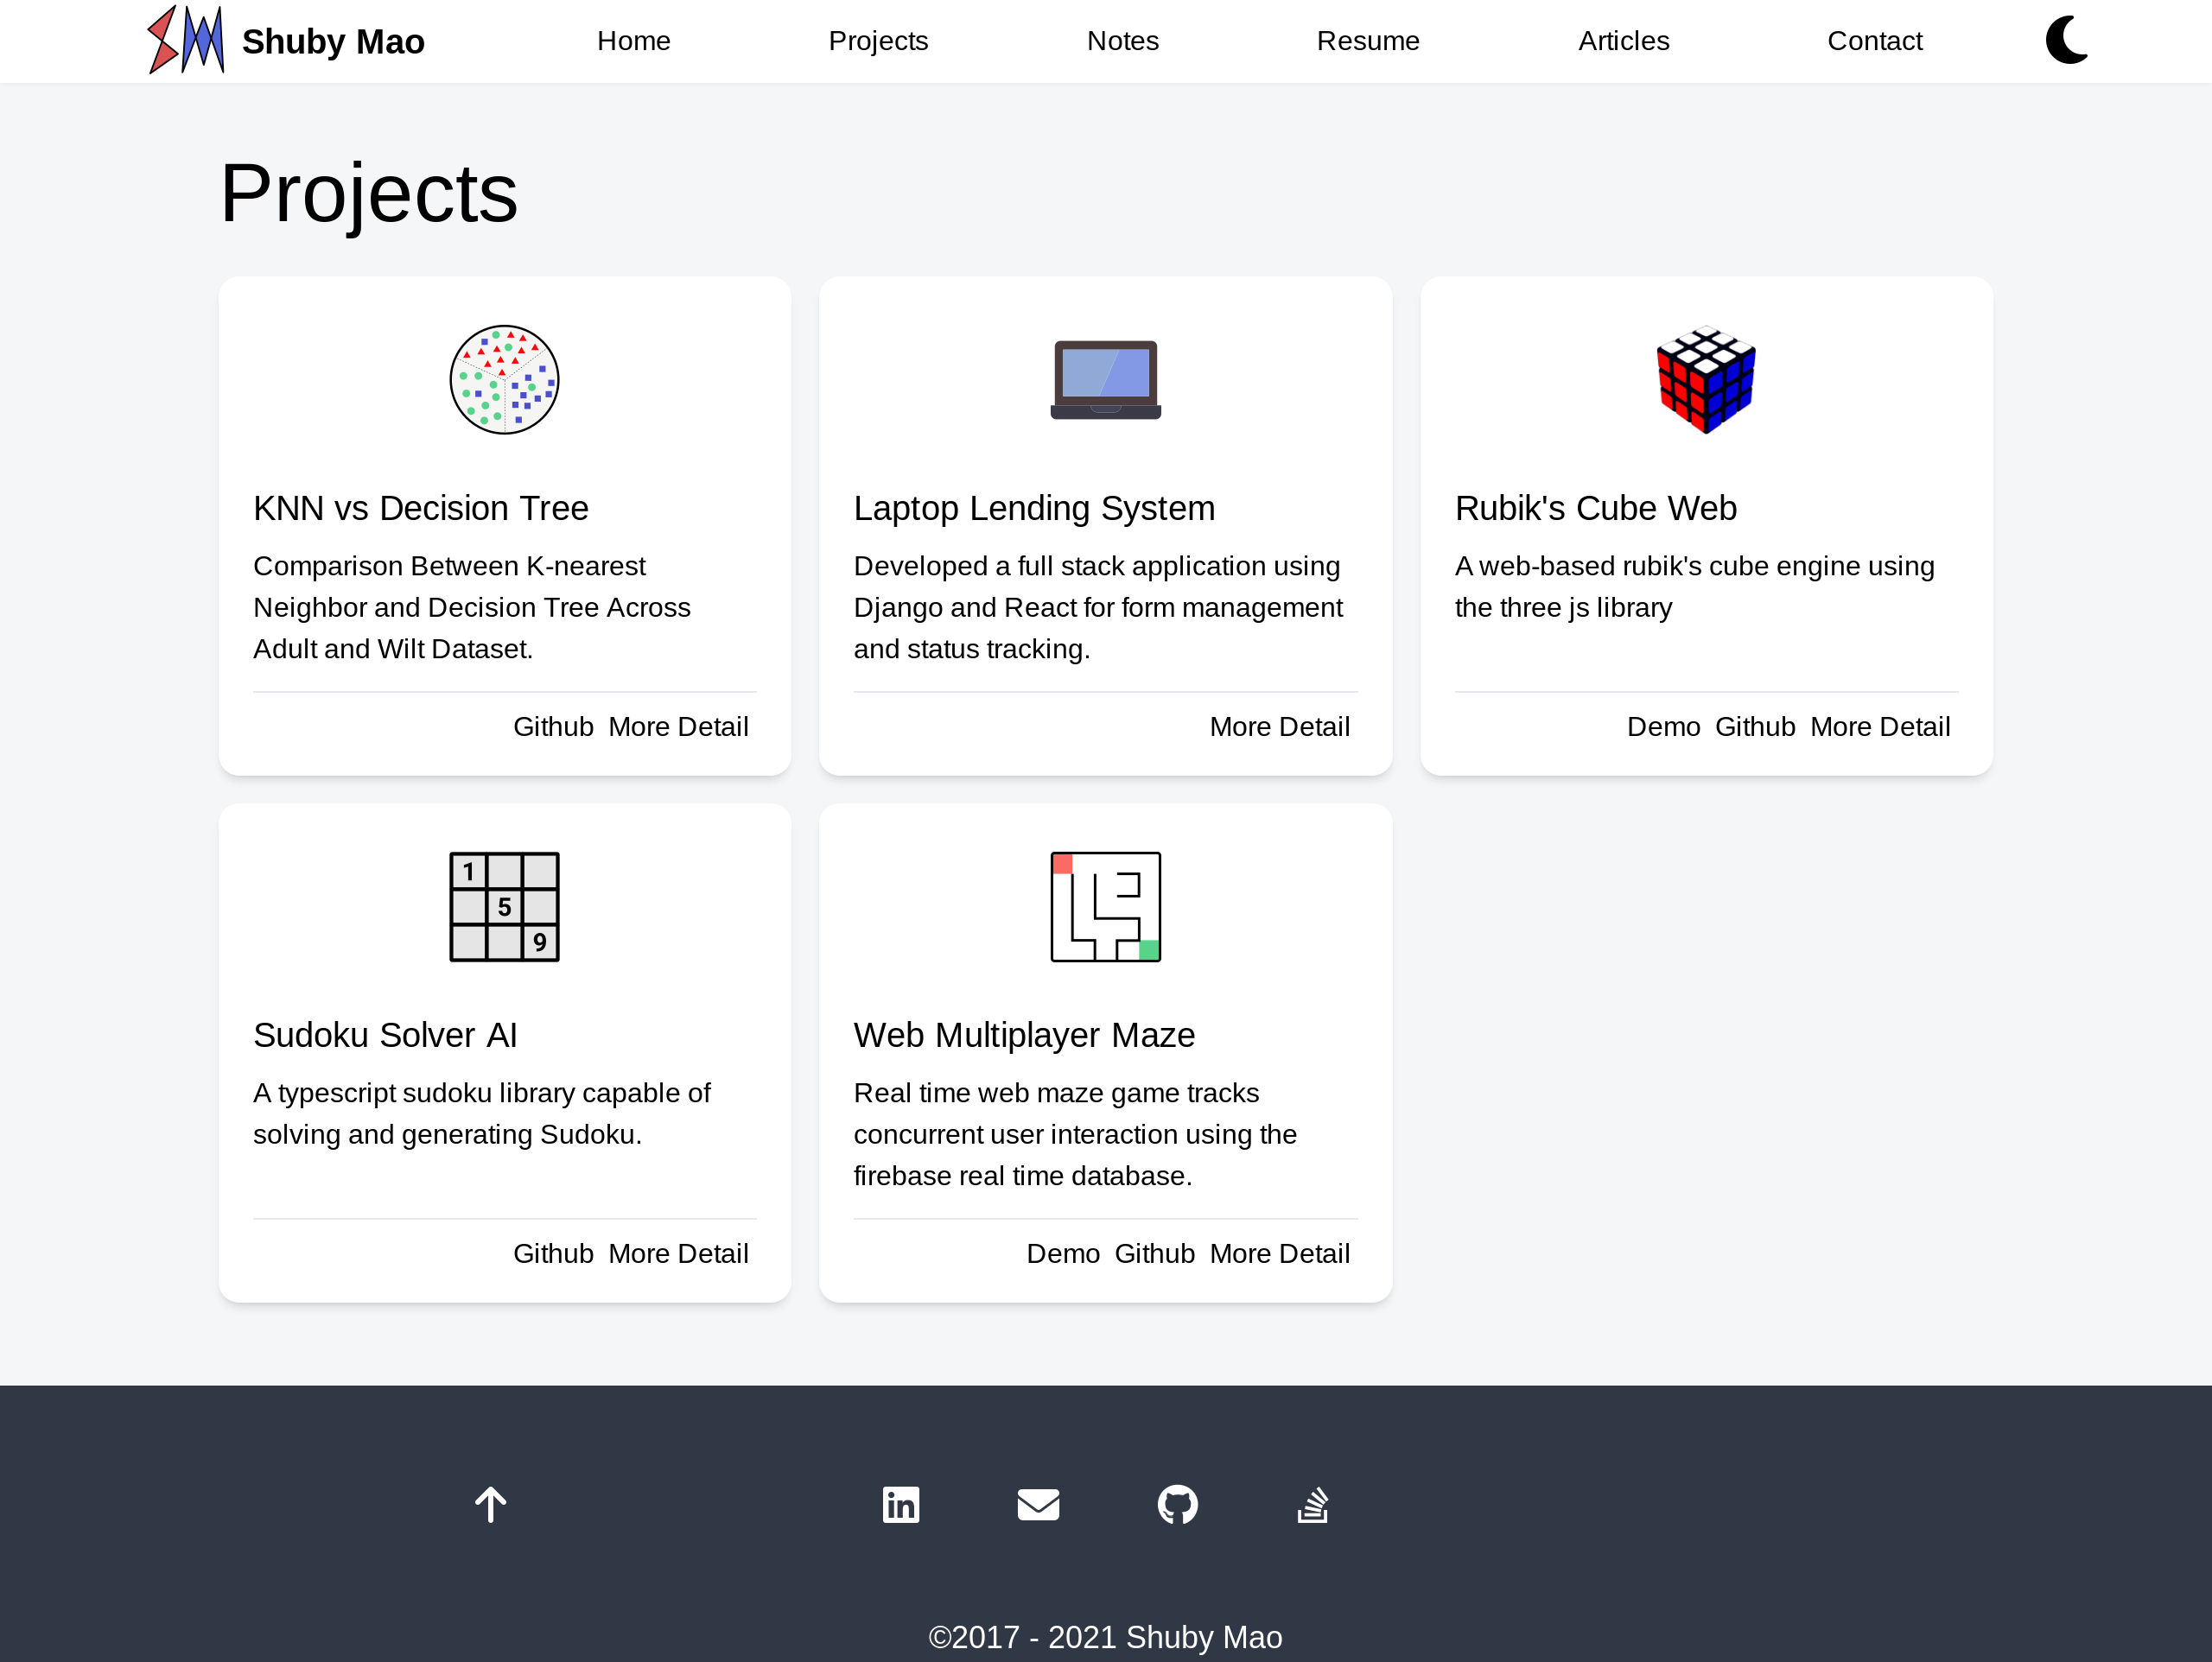 Shuby Mao
Home
Projects
Notes
Resume
Articles
Contact
Projects
KNN vs Decision Tree
Comparison Between K-nearest
Neighbor and Decision Tree Across
Adult and Wilt Dataset.
Github More Detail
Laptop Lending System
Developed a full stack application using
Django and React for form management
and status tracking.
More Detail
Rubik's Cube Web
A web-based rubik's cube engine using
the three js library
Demo Github More Detail
1
5
9
Sudoku Solver AI
A typescript sudoku library capable of
solving and generating Sudoku.
Github More Detail
Web Multiplayer Maze
Real time web maze game tracks
concurrent user interaction using the
firebase real time database.
Demo Github More Detail
in
©2017 - 2021 Shuby Mao